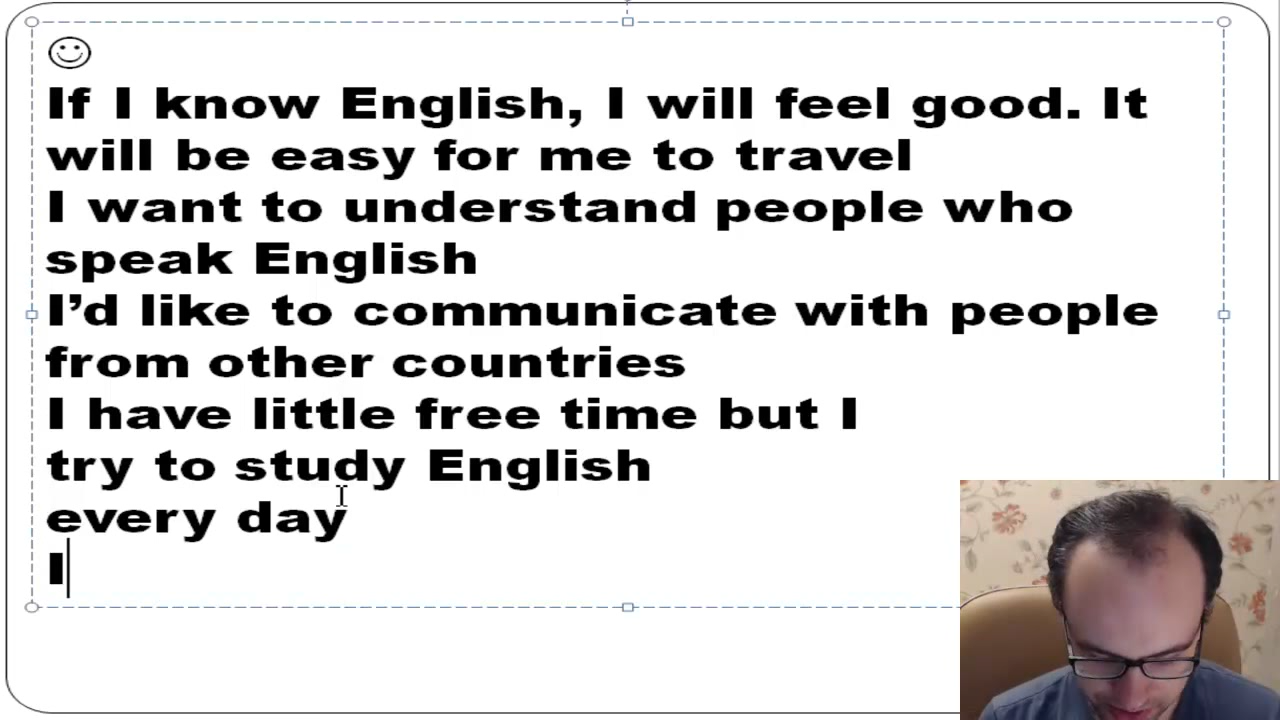 If I know English, I will feel good. It
will be easy for me to travel
I want to understand people who
speak English
I’d like to communicate with people
from other countries
I have little free time but I
try to study English
every day
I